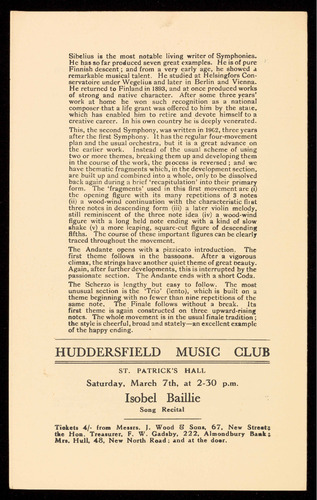 Sibelius is the most notable living writer of Symphonies.
He has so far produced seven great examples. He is of pure
Finnish descent; and from a very early age, he showed a
remarkable musical talent. He studied at Helsingfors Con-
servatoire under Wegelius and later in Berlin and Vienna.
He returned to Finland in 1893, and at once produced works
of strong and native character. After some three years'
work at home he won such recognition as a national
composer that a life grant was offered to him by the state,
which has enabled him to retire and devote himself to a
creative career. In his own country he is deeply venerated.
This, the second Symphony, was written in 1902, three years
after the first Symphony. It has the regular four-movement
plan and the usual orchestra, but it is a great advance on
the earlier work. Instead of the usual scheme of using
two or more themes, breaking them up and developing them
in the course of the work, the process is reversed; and we
have thematic fragments which, in the development section,
are built up and combined into a whole, only to be dissolved
back again during a brief 'recapitulation' into their primary
form. The 'fragments' used in this first movement are (i)
the opening figure with its many repetitions of 3 notes
(ii) a wood-wind continuation with the characteristic first
three notes in descending form (iii) a later violin melody,
still reminiscent of the three note idea (iv) a wood-wind
figure with a long held note ending with a kind of slow
shake (v) a more leaping, square-cut figure of descending
fifths. The course of these important figures can be clearly
traced throughout the movement.
The Andante opens with a pizzicato introduction. The
first theme follows in the bassoons. After a vigorous
climax, the strings have another quiet theme of great beauty.
Again, after further developments, this is interrupted by the
passionate section. The Andante ends with a short Coda.
The Scherzo is lengthy but easy to follow. The most
unusual section is the 'Trio' (lento), which is built on a
theme beginning with no fewer than nine repetitions of the
same note. The Finale follows without a break. Its
first theme is again constructed on three upward-rising
notes. The whole movement is in the usual finale tradition;
the style is cheerful, broad and stately—an excellent example
of the happy ending.
HUDDERSFIELD MUSIC CLUB
ST. PATRICK'S HALL
Saturday, March 7th, at 2-30 p.m.
Isobel Baillie
Song Recital
Tickets 4/- from Messrs. J. Wood & Sons, 67, New Street;
the Hon. Treasurer, F. W. Gadsby, 222, Almondbury Bank;
Mrs. Hull, 48, New North Road; and at the door.